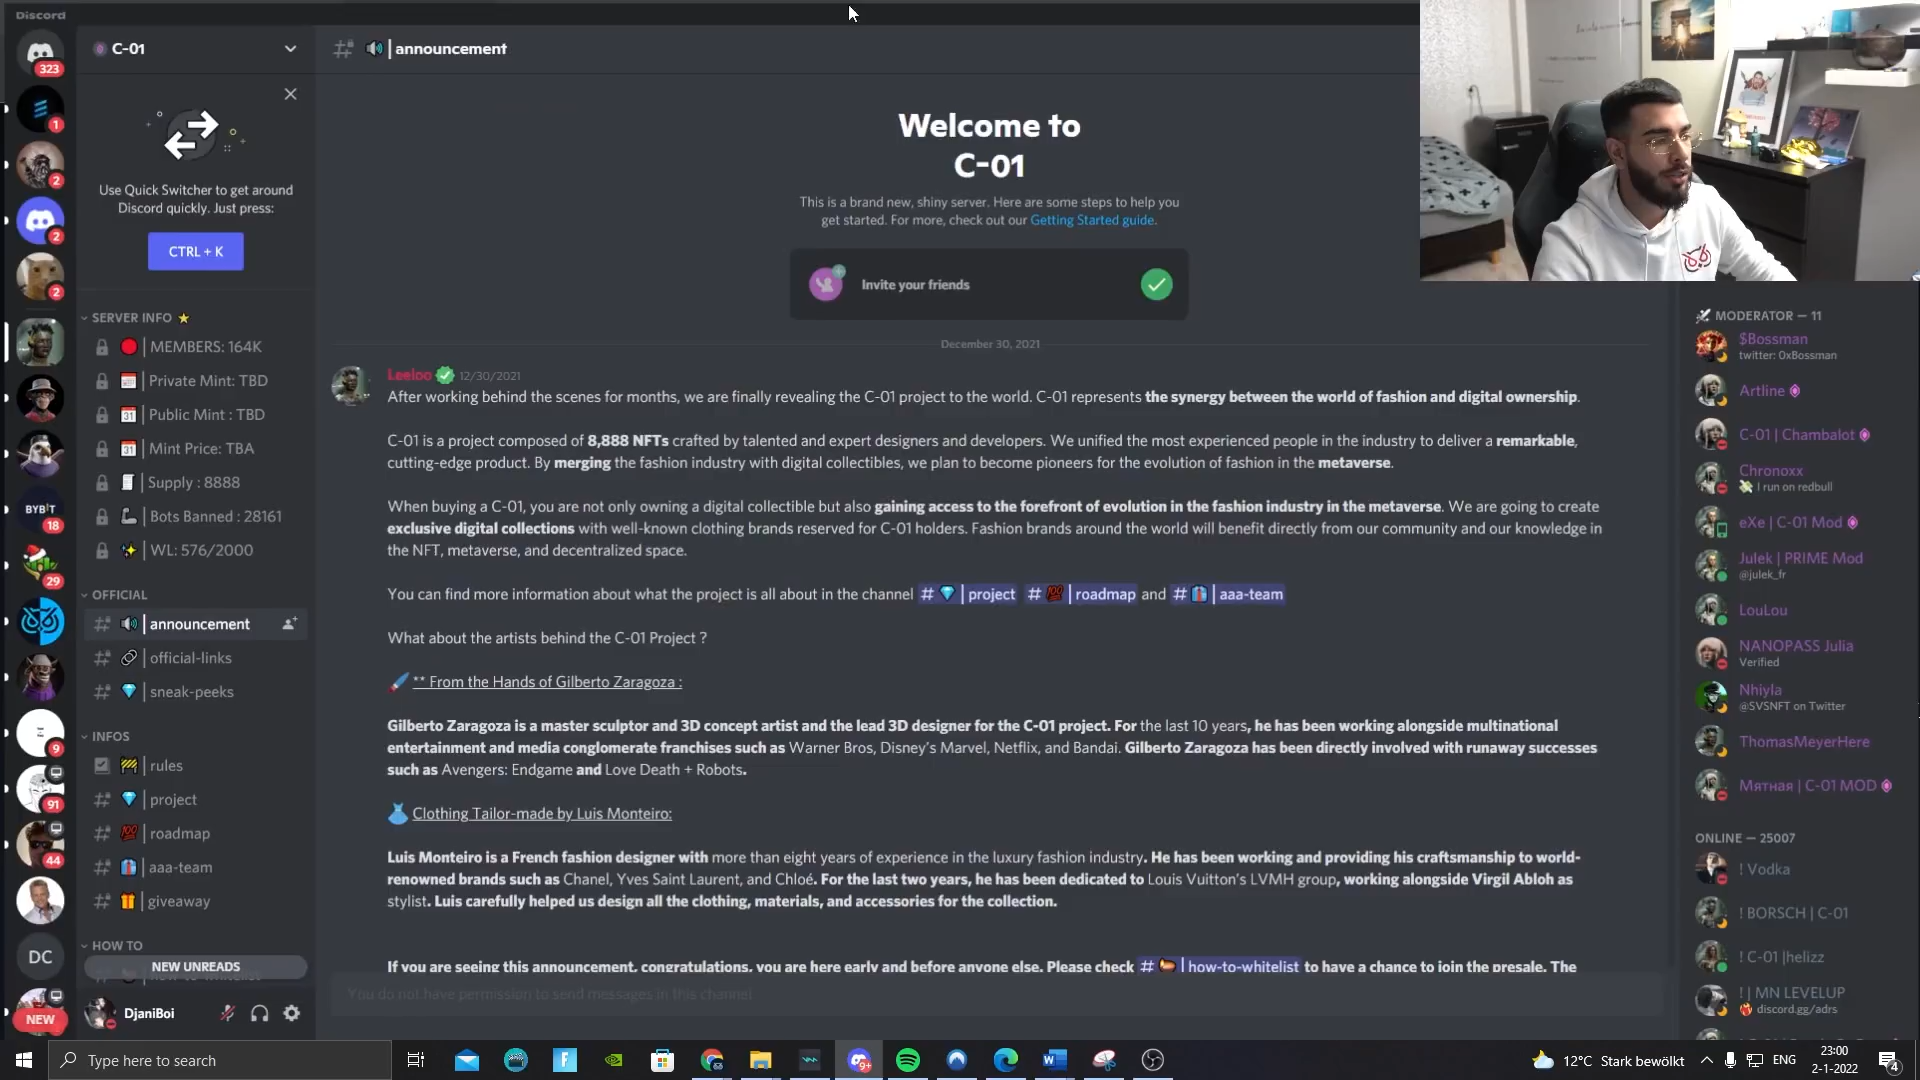 Discord
C-01
announcement
323
1
2
2
2
BYBIT
18
29
9
91
44
DC
NEW
Use Quick Switcher to get around
Discord quickly. Just press:
CTRL + K
SERVER INFO
MEMBERS: 164K
Private Mint: TBD
Public Mint : TBD
Mint Price: TBA
Supply : 8888
Bots Banned : 28161
WL: 576/2000
OFFICIAL
announcement
official-links
sneak-peeks
INFOS
rules
project
roadmap
aaa-team
giveaway
HOW TO
NEW UNREADS
DjaniBoi
Welcome to
C-01
This is a brand new, shiny server. Here are some steps to help you
get started. For more, check out our Getting Started guide.
Invite your friends
December 30, 2021
Leeloo 12/30/2021
After working behind the scenes for months, we are finally revealing the C-01 project to the world. C-01 represents the synergy between the world of fashion and digital ownership.
C-01 is a project composed of 8,888 NFTs crafted by talented and expert designers and developers. We unified the most experienced people in the industry to deliver a remarkable,
cutting-edge product. By merging the fashion industry with digital collectibles, we plan to become pioneers for the evolution of fashion in the metaverse.
When buying a C-01, you are not only owning a digital collectible but also gaining access to the forefront of evolution in the fashion industry in the metaverse. We are going to create
exclusive digital collections with well-known clothing brands reserved for C-01 holders. Fashion brands around the world will benefit directly from our community and our knowledge in
the NFT, metaverse, and decentralized space.
You can find more information about what the project is all about in the channel # 💎 | project # 💯 | roadmap and # | aaa-team
What about the artists behind the C-01 Project ?
** From the Hands of Gilberto Zaragoza :
Gilberto Zaragoza is a master sculptor and 3D concept artist and the lead 3D designer for the C-01 project. For the last 10 years, he has been working alongside multinational
entertainment and media conglomerate franchises such as Warner Bros, Disney's Marvel, Netflix, and Bandai. Gilberto Zaragoza has been directly involved with runaway successes
such as Avengers: Endgame and Love Death + Robots.
Clothing Tailor-made by Luis Monteiro:
Luis Monteiro is a French fashion designer with more than eight years of experience in the luxury fashion industry. He has been working and providing his craftsmanship to world-
renowned brands such as Chanel, Yves Saint Laurent, and Chloé. For the last two years, he has been dedicated to Louis Vuitton's LVMH group, working alongside Virgil Abloh as
stylist. Luis carefully helped us design all the clothing, materials, and accessories for the collection.
If you are seeing this announcement, congratulations, you are here early and before anyone else. Please check # | how-to-whitelist to have a chance to join the presale. The
You do not have permission to send messages in this channel
MODERATOR — 11
$Bossman
twitter: 0xBossman
Artline
C-01 | Chambalot
Chronoxx
I run on redbull
eXe | C-01 Mod
Julek | PRIME Mod
@julek_fr
LouLou
NANOPASS Julia
Verified
Nhiyla
@SVSNFT on Twitter
ThomasMeyerHere
Мятная | C-01 MOD
ONLINE — 25007
! Vodka
! BORSCH | C-01
! C-01 |helizz
! | MN LEVELUP
discord.gg/adrs
Type here to search
9+
12°C Stark bewölkt
ENG
23:00
2-1-2022
4